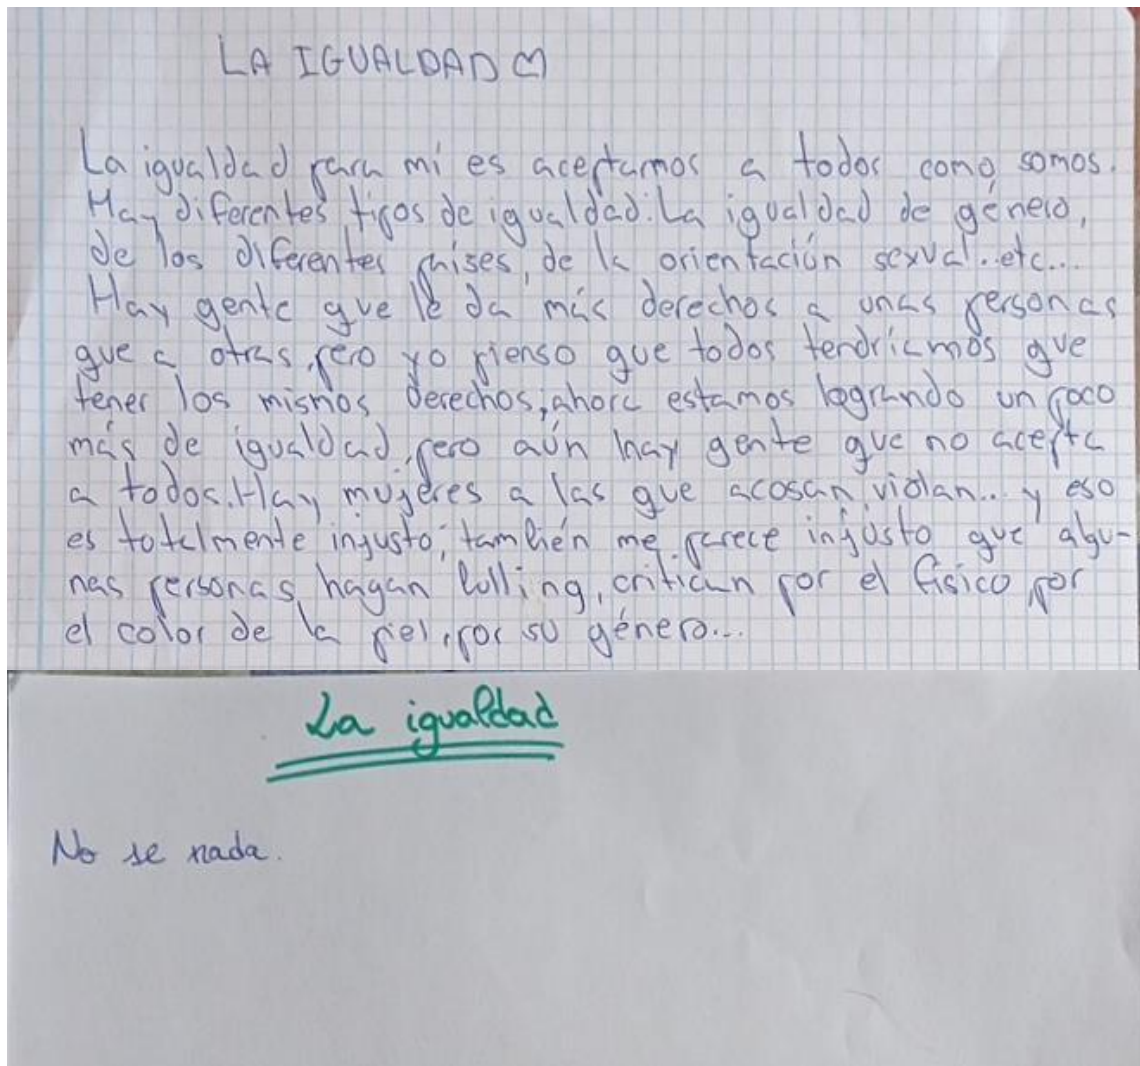 LA IGUALDAD
La igualdad para mí es aceptarnos a todos como somos.
Hay diferentes tipos de igualdad: La igualdad de género,
de los diferentes países, de la orientación sexual...etc...
Hay gente que le da más derechos a unas personas
que a otras, pero yo pienso que todos tendríamos que
tener los mismos derechos; ahora estamos logrando un poco
más de igualdad, pero aún hay gente que no acepta
a todos. Hay mujeres a las que acosan, violan... y eso
es totalmente injusto; también me parece injusto que algu-
nas personas hagan bulling, critican por el físico por
el color de la piel, por su género...
La igualdad
No se nada.